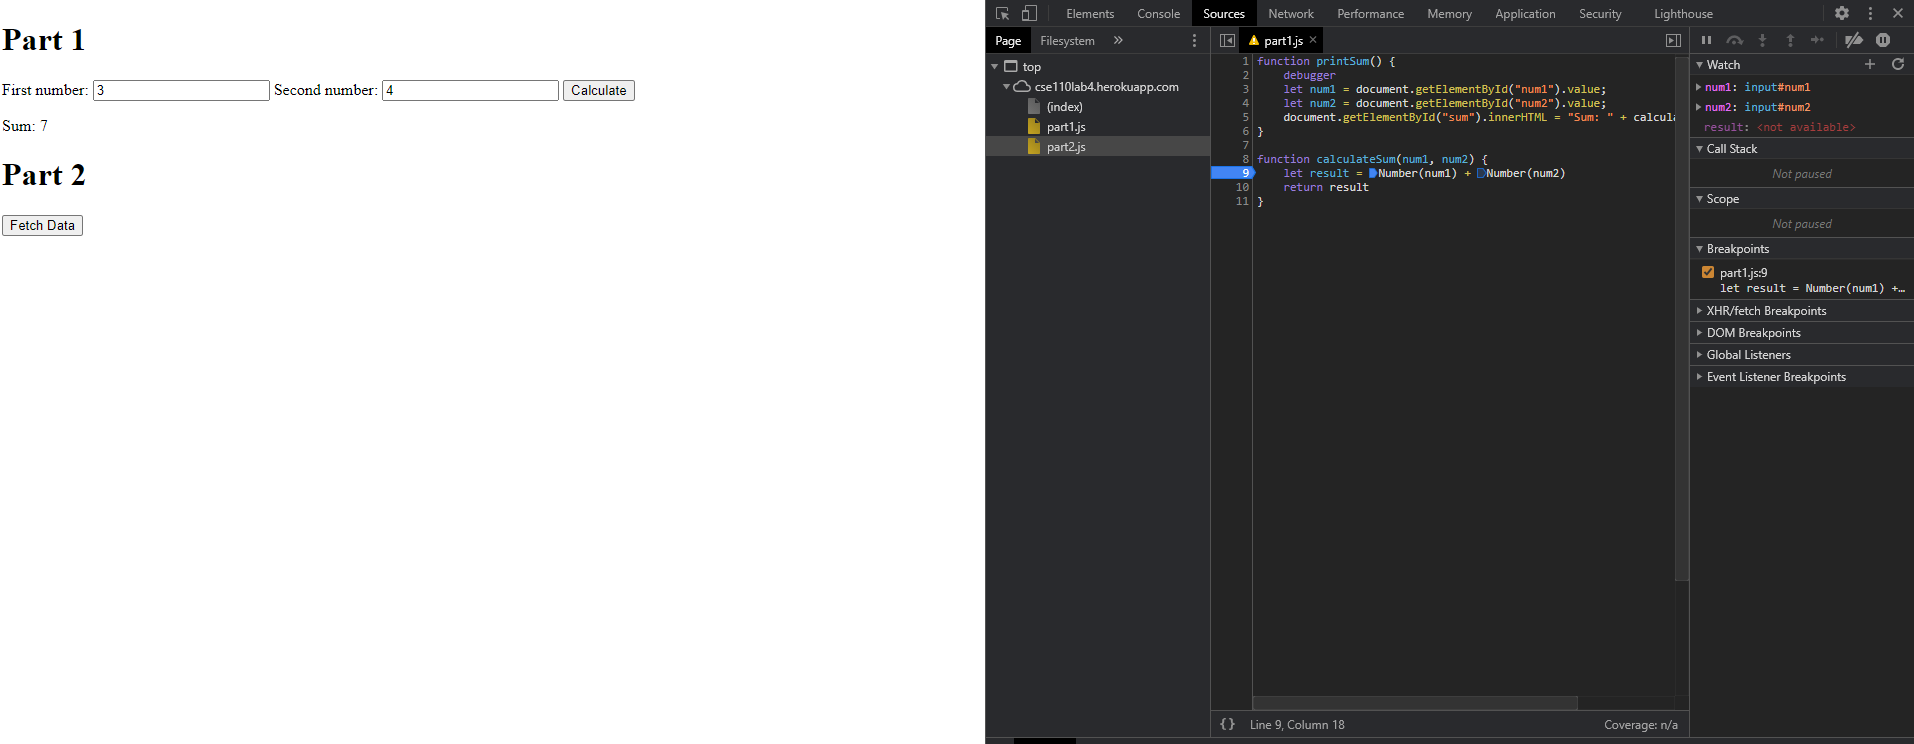 Part 1
First number: 3 Second number: 4 Calculate
Sum: 7
Part 2
Fetch Data
Elements Console Sources Network Performance Memory Application Security Lighthouse
Page Filesystem »
top
cse110lab4.herokuapp.com
(index)
part1.js
part2.js
part1.js ×
1 function printSum() {
2 debugger
3 let num1 = document.getElementById("num1").value;
4 let num2 = document.getElementById("num2").value;
5 document.getElementById("sum").innerHTML = "Sum: " + calcula
6 }
7
8 function calculateSum(num1, num2) {
9 let result = Number(num1) + Number(num2)
10 return result
11 }
{} Line 9, Column 18 Coverage: n/a
Watch
num1: input#num1
num2: input#num2
result: <not available>
Call Stack
Not paused
Scope
Not paused
Breakpoints
part1.js:9
let result = Number(num1) +…
XHR/fetch Breakpoints
DOM Breakpoints
Global Listeners
Event Listener Breakpoints